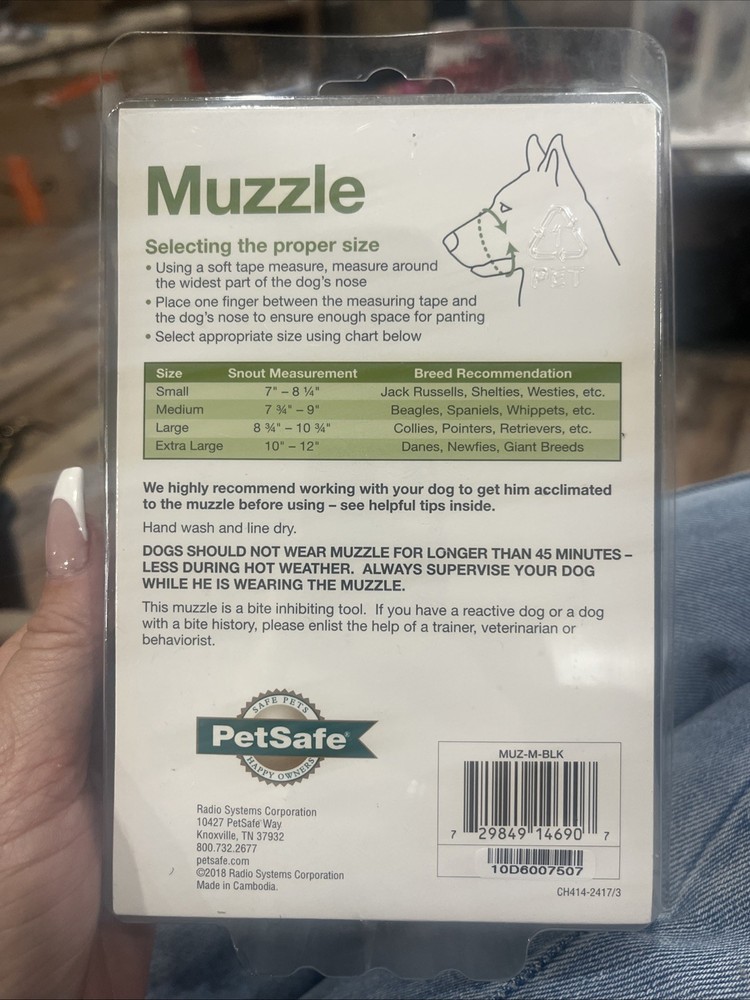 Muzzle
Selecting the proper size
• Using a soft tape measure, measure around
the widest part of the dog's nose
• Place one finger between the measuring tape and
the dog's nose to ensure enough space for panting
• Select appropriate size using chart below
1
PET
Size Snout Measurement Breed Recommendation
Small 7" – 8 ¼" Jack Russells, Shelties, Westies, etc.
Medium 7 ¾" – 9" Beagles, Spaniels, Whippets, etc.
Large 8 ¾" – 10 ¾" Collies, Pointers, Retrievers, etc.
Extra Large 10" – 12" Danes, Newfies, Giant Breeds
We highly recommend working with your dog to get him acclimated
to the muzzle before using – see helpful tips inside.
Hand wash and line dry.
DOGS SHOULD NOT WEAR MUZZLE FOR LONGER THAN 45 MINUTES –
LESS DURING HOT WEATHER. ALWAYS SUPERVISE YOUR DOG
WHILE HE IS WEARING THE MUZZLE.
This muzzle is a bite inhibiting tool. If you have a reactive dog or a dog
with a bite history, please enlist the help of a trainer, veterinarian or
behaviorist.
SAFE PETS
PetSafe®
HAPPY OWNERS
Radio Systems Corporation
10427 PetSafe Way
Knoxville, TN 37932
800.732.2677
petsafe.com
©2018 Radio Systems Corporation
Made in Cambodia.
MUZ-M-BLK
7 29849 14690 7
10D6007507
CH414-2417/3